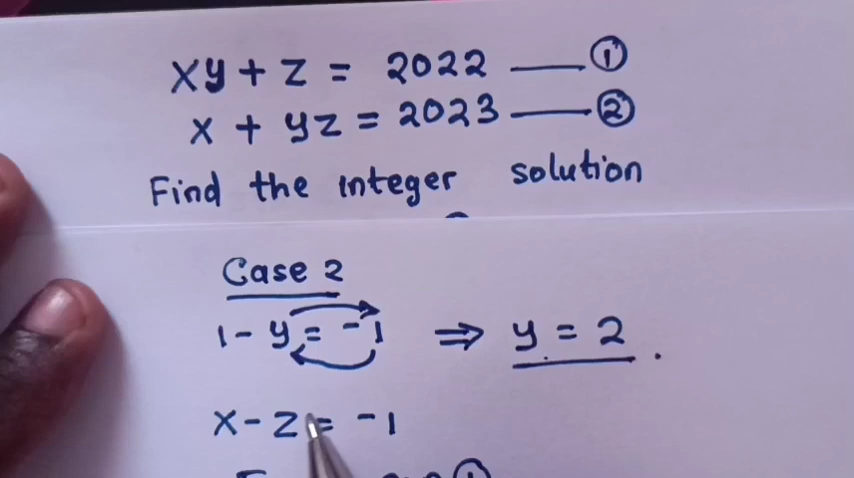 xy + z = 2022 —— ①
x + yz = 2023 —— ②
Find the integer solution
Case 2
1 - y = -1 ⇒ y = 2 .
x - z = -1